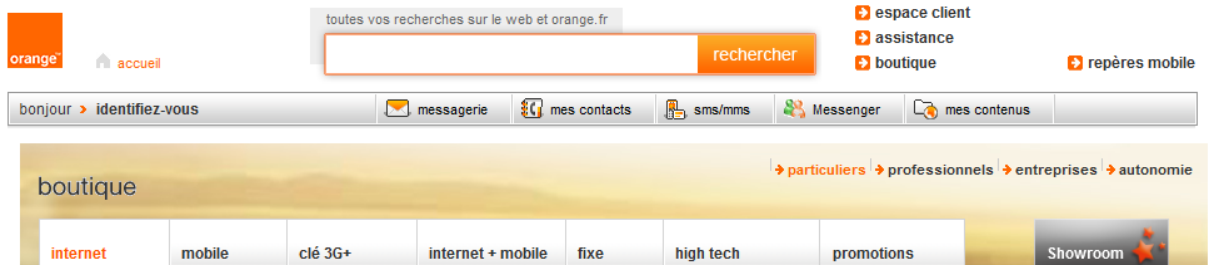 toutes vos recherches sur le web et orange.fr
espace client
assistance
orange™ accueil rechercher boutique repères mobile
bonjour > identifiez-vous messagerie mes contacts sms/mms Messenger mes contenus
particuliers professionnels entreprises autonomie
boutique
internet mobile clé 3G+ internet + mobile fixe high tech promotions Showroom